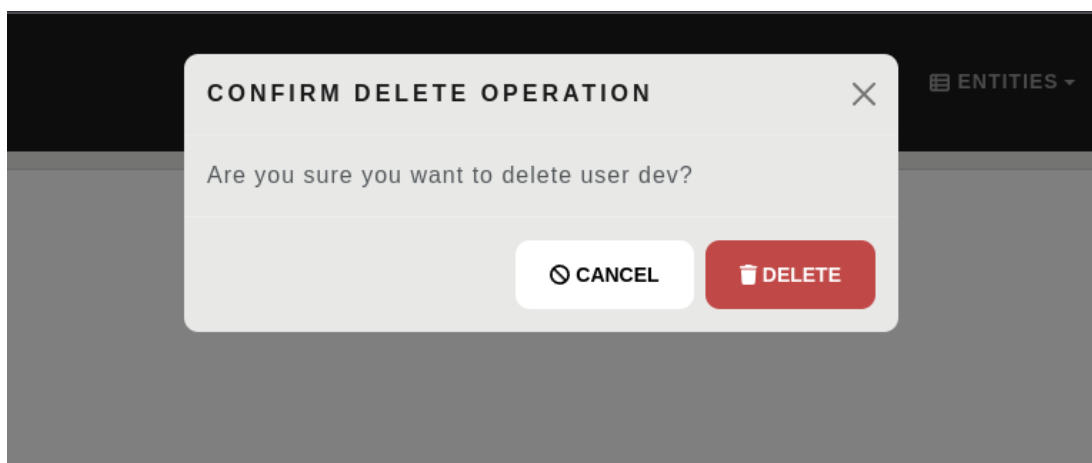 CONFIRM DELETE OPERATION
ENTITIES
Are you sure you want to delete user dev?
CANCEL
DELETE